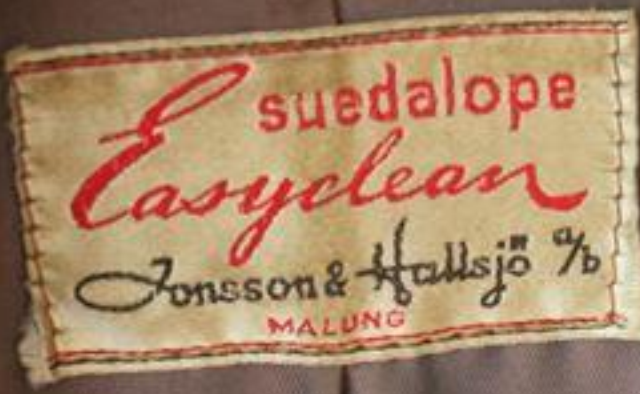 suedalope
Easyclean
Jonsson & Hallsjö a/b
MALUNG